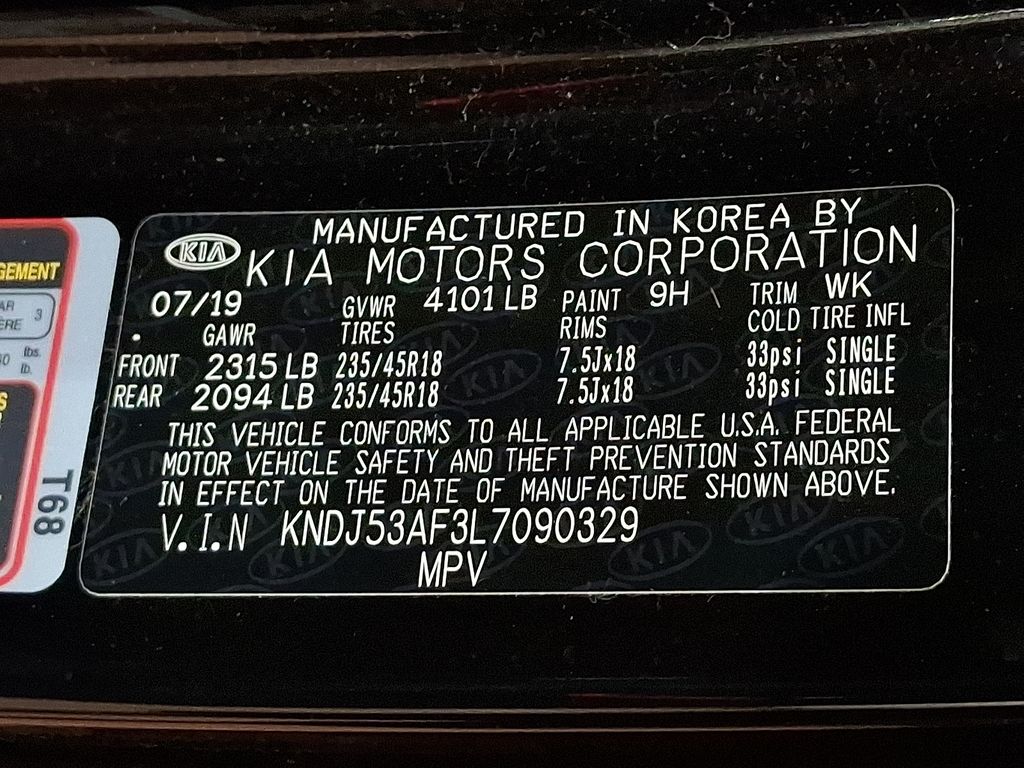 MANUFACTURED IN KOREA BY
KIA KIA MOTORS CORPORATION
07/19 GVWR 4101 LB PAINT 9H \ TRIM WK
. GAWR TIRES RIMS COLD TIRE INFL
FRONT 2315 LB 235/45R18 7.5Jx18 33psi SINGLE
REAR 2094 LB 235/45R18 7.5Jx18 33psi SINGLE
THIS VEHICLE CONFORMS TO ALL APPLICABLE U.S.A. FEDERAL
MOTOR VEHICLE SAFETY AND THEFT PREVENTION STANDARDS
IN EFFECT ON THE DATE OF MANUFACTURE SHOWN ABOVE.
V.I.N KNDJ53AF3L7090329
MPV
3
lbs.
lb.
T68